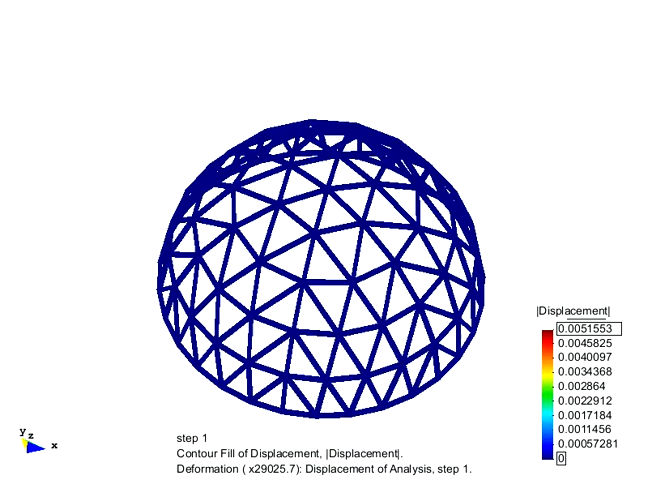 |Displacement|
0.0051553
0.0045825
0.0040097
0.0034368
0.002864
0.0022912
0.0017184
0.0011456
0.00057281
0
y z x
step 1
Contour Fill of Displacement, |Displacement|.
Deformation ( x29025.7): Displacement of Analysis, step 1.